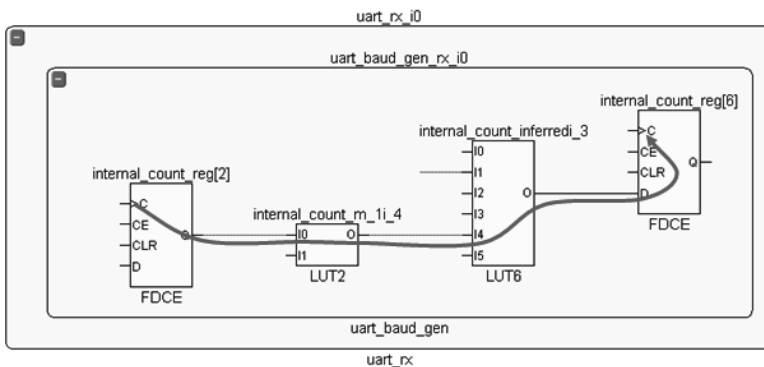 uart_rx_i0
uart_baud_gen_rx_i0
internal_count_reg[6]
C
CE
CLR
D
Q
FDCE
internal_count_inferredi_3
I0
I1
I2
I3
I4
I5
O
LUT6
internal_count_reg[2]
C
CE
CLR
D
Q
FDCE
internal_count_m_1i_4
I0
I1
O
LUT2
uart_baud_gen
uart_rx